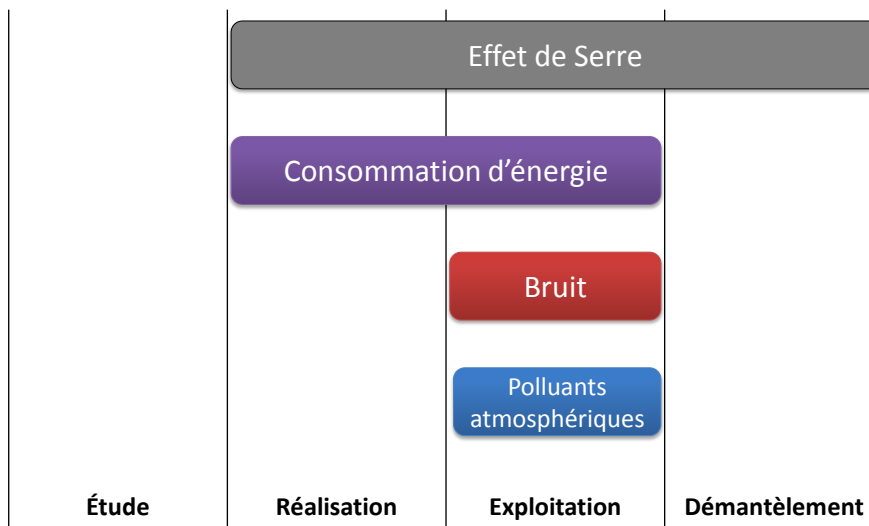 Effet de Serre
Consommation d’énergie
Bruit
Polluants
atmosphériques
Étude
Réalisation
Exploitation
Démantèlement